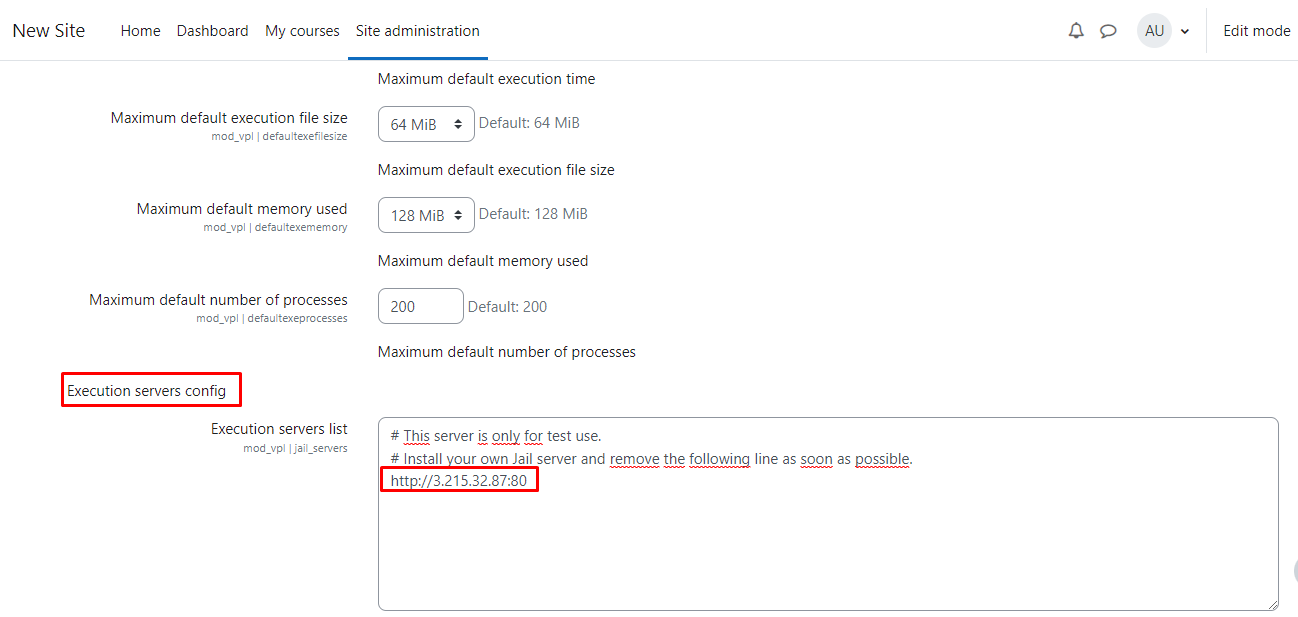 New Site Home Dashboard My courses Site administration AU Edit mode
Maximum default execution time
Maximum default execution file size 64 MiB Default: 64 MiB
mod_vpl | defaultexefilesize
Maximum default execution file size
Maximum default memory used 128 MiB Default: 128 MiB
mod_vpl | defaultexememory
Maximum default memory used
Maximum default number of processes 200 Default: 200
mod_vpl | defaultexeprocesses
Maximum default number of processes
Execution servers config
Execution servers list
mod_vpl | jail_servers
# This server is only for test use.
# Install your own Jail server and remove the following line as soon as possible.
http://3.215.32.87:80